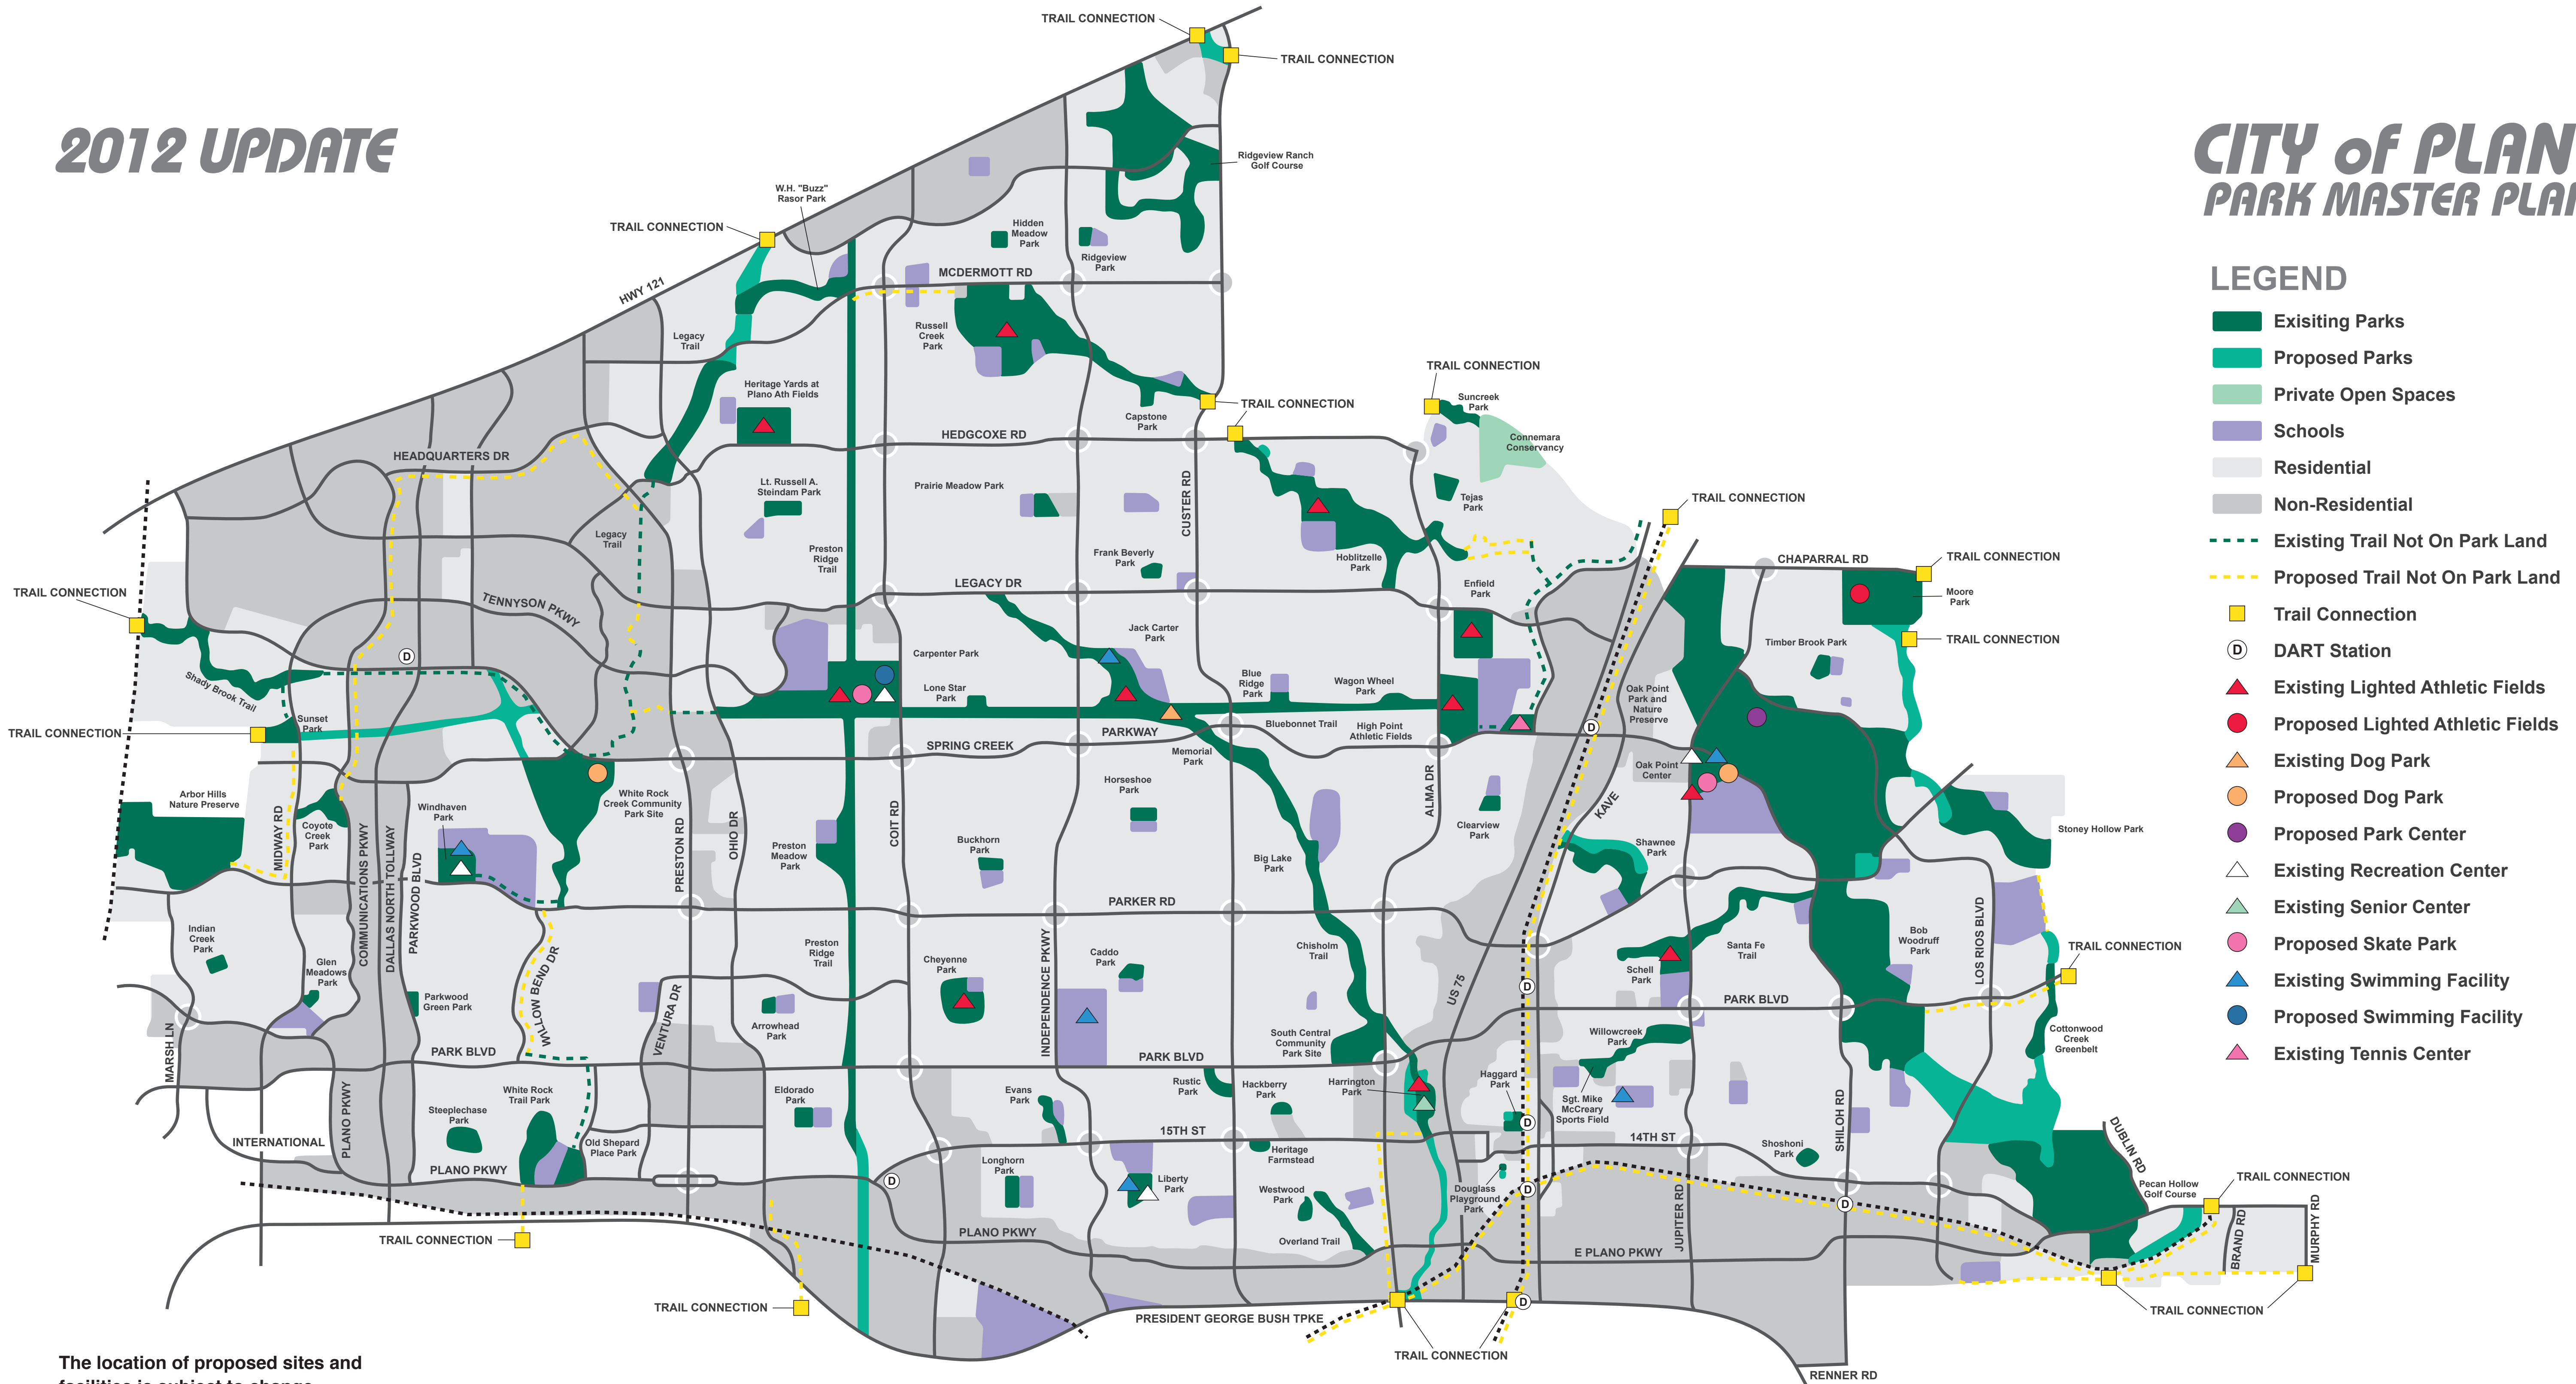 2012 UPDATE
CITY of PLAN
PARK MASTER PLAN
LEGEND
Exisiting Parks
Proposed Parks
Private Open Spaces
Schools
Residential
Non-Residential
Existing Trail Not On Park Land
Proposed Trail Not On Park Land
Trail Connection
D
DART Station
Existing Lighted Athletic Fields
Proposed Lighted Athletic Fields
Existing Dog Park
Proposed Dog Park
Proposed Park Center
Existing Recreation Center
Existing Senior Center
Proposed Skate Park
Existing Swimming Facility
Proposed Swimming Facility
Existing Tennis Center
TRAIL CONNECTION
TRAIL CONNECTION
Ridgeview Ranch
Golf Course
W.H. "Buzz"
Rasor Park
TRAIL CONNECTION
Hidden
Meadow
Park
Ridgeview
Park
MCDERMOTT RD
HWY 121
Legacy
Trail
Russell
Creek
Park
Heritage Yards at
Plano Ath Fields
Capstone
Park
TRAIL CONNECTION
TRAIL CONNECTION
Suncreek
Park
Connemara
Conservancy
HEDGCOXE RD
HEADQUARTERS DR
Lt. Russell A.
Steindam Park
Prairie Meadow Park
CUSTER RD
Tejas
Park
TRAIL CONNECTION
Legacy
Trail
Preston
Ridge
Trail
Frank Beverly
Park
Hoblitzelle
Park
CHAPARRAL RD
TRAIL CONNECTION
TRAIL CONNECTION
LEGACY DR
Enfield
Park
Moore
Park
TENNYSON PKWY
Jack Carter
Park
TRAIL CONNECTION
Timber Brook Park
D
Carpenter Park
Shady Brook Trail
Lone Star
Park
Blue
Ridge
Park
Wagon Wheel
Park
Oak Point
Park and
Nature
Preserve
Sunset
Park
TRAIL CONNECTION
Bluebonnet Trail
High Point
Athletic Fields
D
SPRING CREEK
PARKWAY
Memorial
Park
Oak Point
Center
Arbor Hills
Nature Preserve
Windhaven
Park
White Rock
Creek Community
Park Site
Horseshoe
Park
ALMA DR
KAVE
MIDWAY RD
Coyote
Creek
Park
COMMUNICATIONS PKWY
DALLAS NORTH TOLLWAY
PARKWOOD BLVD
PRESTON RD
OHIO DR
COIT RD
Preston
Meadow
Park
Buckhorn
Park
Big Lake
Park
Clearview
Park
Shawnee
Park
Stoney Hollow Park
PARKER RD
Indian
Creek
Park
Glen
Meadows
Park
WILLOW BEND DR
Preston
Ridge
Trail
Cheyenne
Park
INDEPENDENCE PKWY
Caddo
Park
Chisholm
Trail
US 75
Schell
Park
Santa Fe
Trail
Bob
Woodruff
Park
LOS RIOS BLVD
TRAIL CONNECTION
D
Parkwood
Green Park
VENTURA DR
Arrowhead
Park
PARK BLVD
MARSH LN
PARK BLVD
PARK BLVD
South Central
Community
Park Site
Willowcreek
Park
Cottonwood
Creek
Greenbelt
White Rock
Trail Park
Steeplechase
Park
Eldorado
Park
Evans
Park
Rustic
Park
Hackberry
Park
Harrington
Park
Haggard
Park
Sgt. Mike
McCreary
Sports Field
SHILOH RD
D
PLANO PKWY
INTERNATIONAL
Old Shepard
Place Park
15TH ST
Heritage
Farmstead
14TH ST
Shoshoni
Park
DUBLIN RD
PLANO PKWY
D
Longhorn
Park
Liberty
Park
Westwood
Park
Douglass
Playground
Park
D
D
JUPITER RD
Pecan Hollow
Golf Course
TRAIL CONNECTION
TRAIL CONNECTION
PLANO PKWY
Overland Trail
E PLANO PKWY
BRAND RD
MURPHY RD
TRAIL CONNECTION
PRESIDENT GEORGE BUSH TPKE
D
TRAIL CONNECTION
TRAIL CONNECTION
RENNER RD
The location of proposed sites and
facilities is subject to change